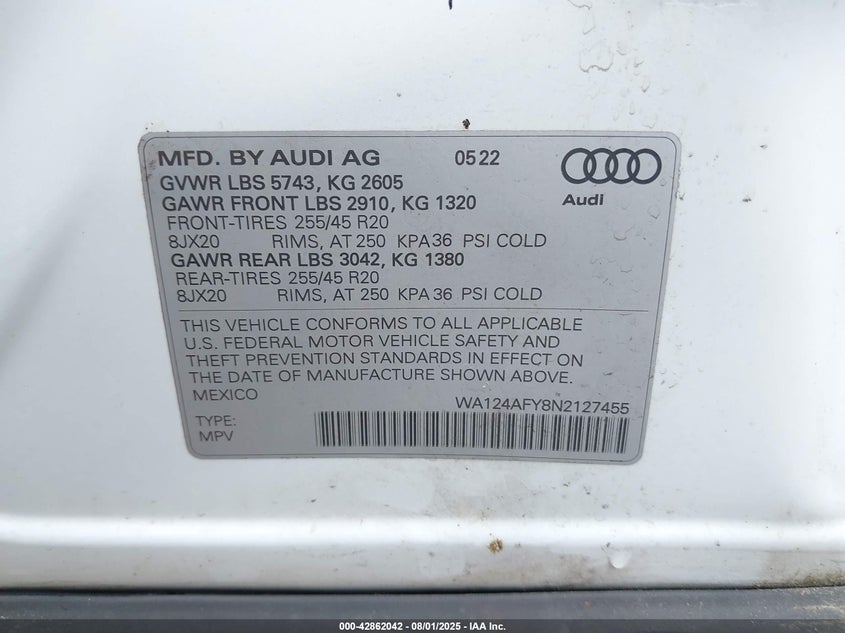 MFD. BY AUDI AG 05 22
GVWR LBS 5743, KG 2605
GAWR FRONT LBS 2910, KG 1320
FRONT-TIRES 255/45 R20
8JX20 RIMS, AT 250 KPA 36 PSI COLD
GAWR REAR LBS 3042, KG 1380
REAR-TIRES 255/45 R20
8JX20 RIMS, AT 250 KPA 36 PSI COLD
Audi
THIS VEHICLE CONFORMS TO ALL APPLICABLE
U.S. FEDERAL MOTOR VEHICLE SAFETY AND
THEFT PREVENTION STANDARDS IN EFFECT ON
THE DATE OF MANUFACTURE SHOWN ABOVE.
MEXICO
WA124AFY8N2127455
TYPE:
MPV
000-42862042 - 08/01/2025 - IAA Inc.